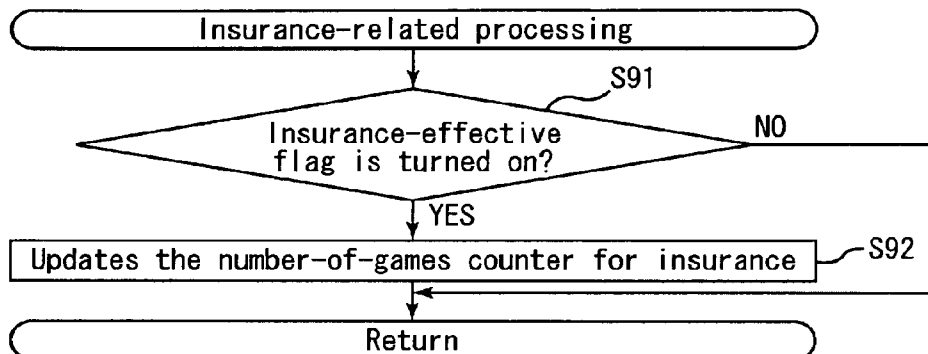 Insurance-related processing
S91
Insurance-effective
flag is turned on?
NO
YES
Updates the number-of-games counter for insurance
S92
Return